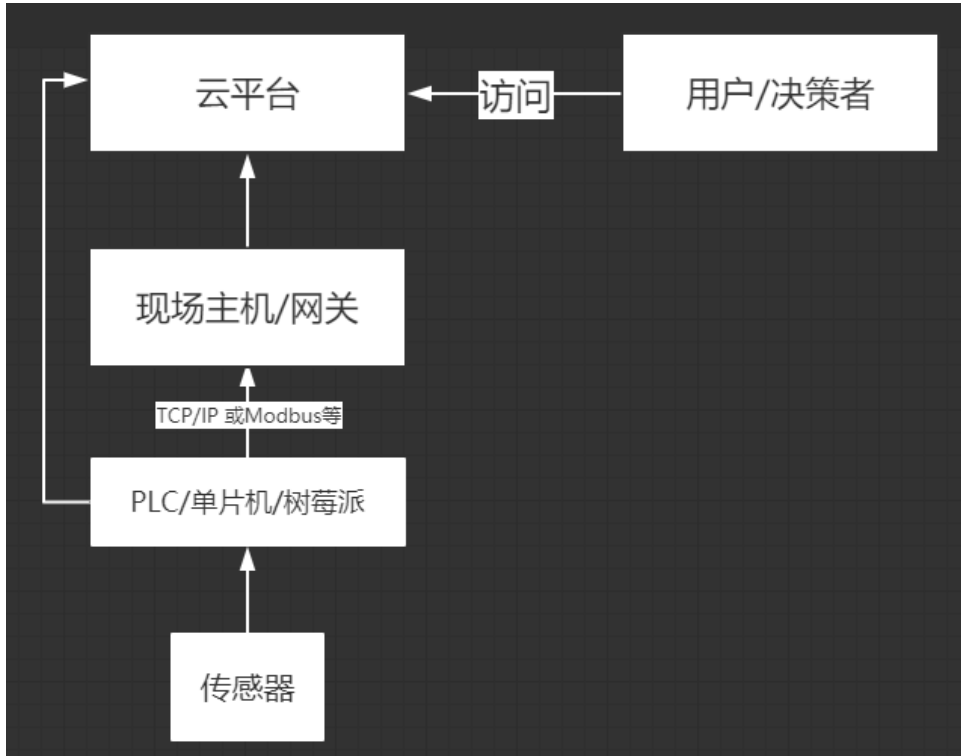 云平台
访问
用户/决策者
现场主机/网关
TCP/IP 或Modbus等
PLC/单片机/树莓派
传感器